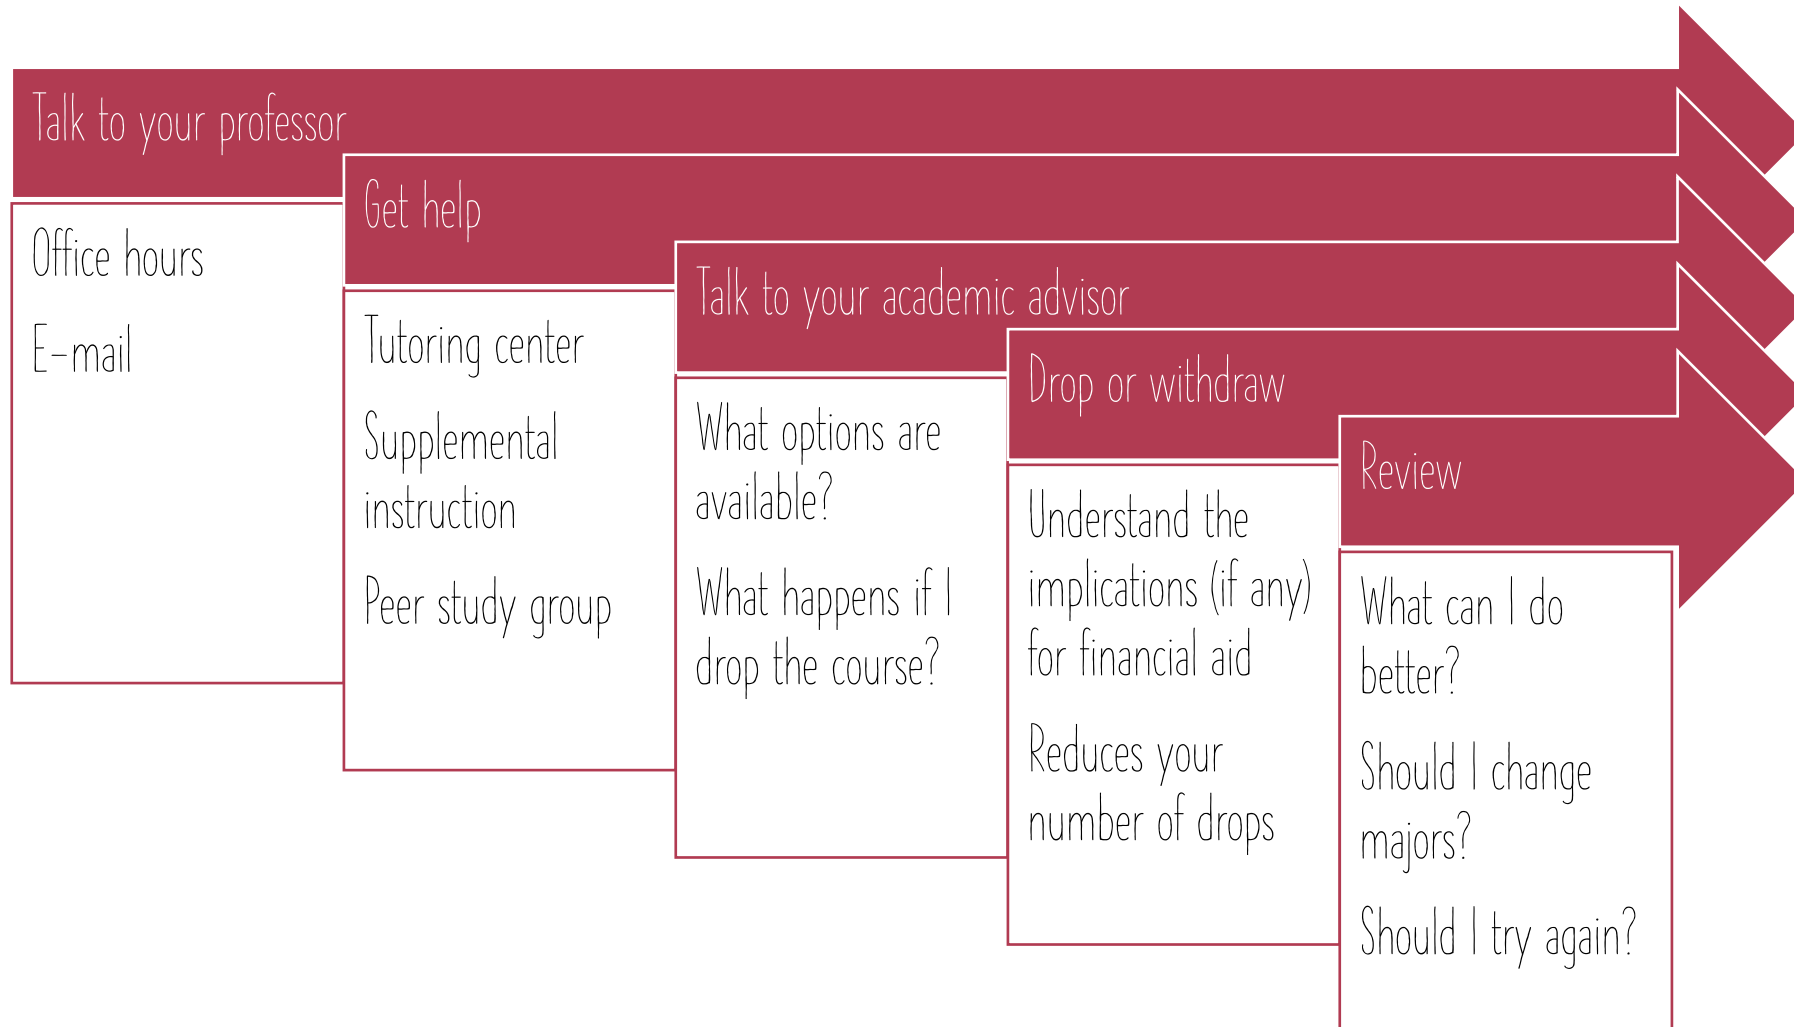 Talk to your professor
Office hours
E-mail
Get help
Tutoring center
Supplemental
instruction
Peer study group
Talk to your academic advisor
What options are
available?
What happens if I
drop the course?
Drop or withdraw
Understand the
implications (if any)
for financial aid
Reduces your
number of drops
Review
What can I do
better?
Should I change
majors?
Should I try again?